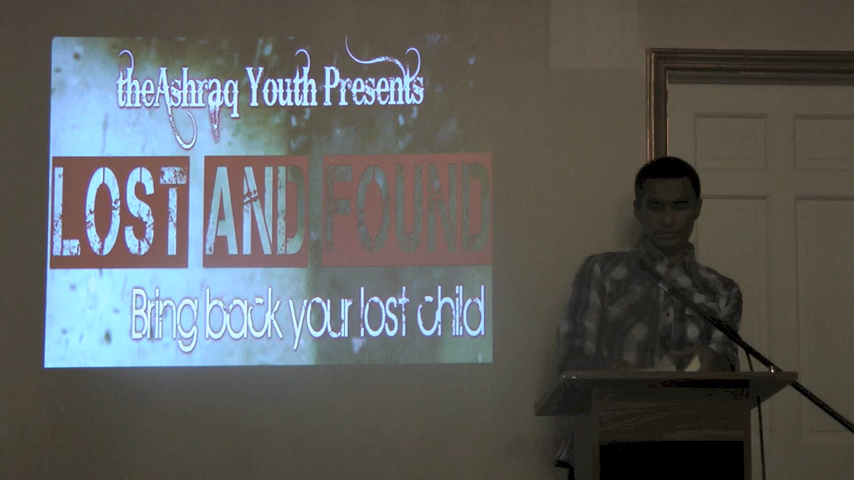 theAshraq Youth Presents
LOST AND FOUND
Bring back your lost child